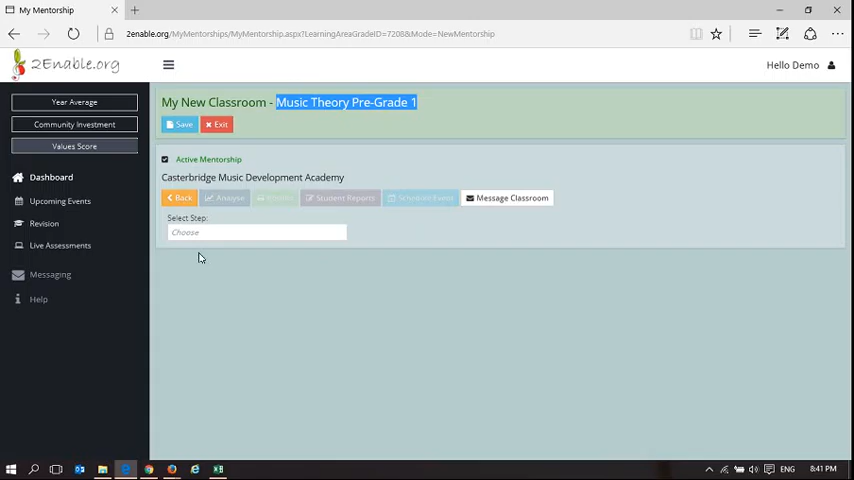 My Mentorship
2enable.org/MyMentorships/MyMentorship.aspx?LearningAreaGradeID=7208&Mode=NewMentorship
2Enable.org
Hello Demo
Year Average
Community Investment
Values Score
Dashboard
Upcoming Events
Revision
Live Assessments
Messaging
Help
My New Classroom - Music Theory Pre-Grade 1
Save Exit
Active Mentorship
Casterbridge Music Development Academy
Back Analyse Student Reports Scheduled Dates Message Classroom
Select Step:
Choose
ENG 8:41 PM